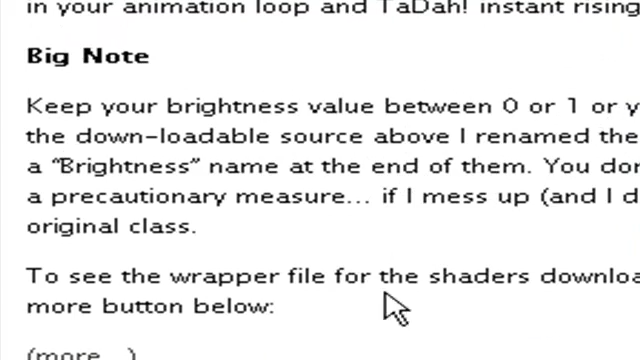 in your animation loop and TaDah! instant rising
Big Note
Keep your brightness value between 0 or 1 or
the down-loadable source above I renamed the
a “Brightness” name at the end of them. You
a precautionary measure... if I mess up (and I
original class.
To see the wrapper file for the shaders
more button below:
(more...)